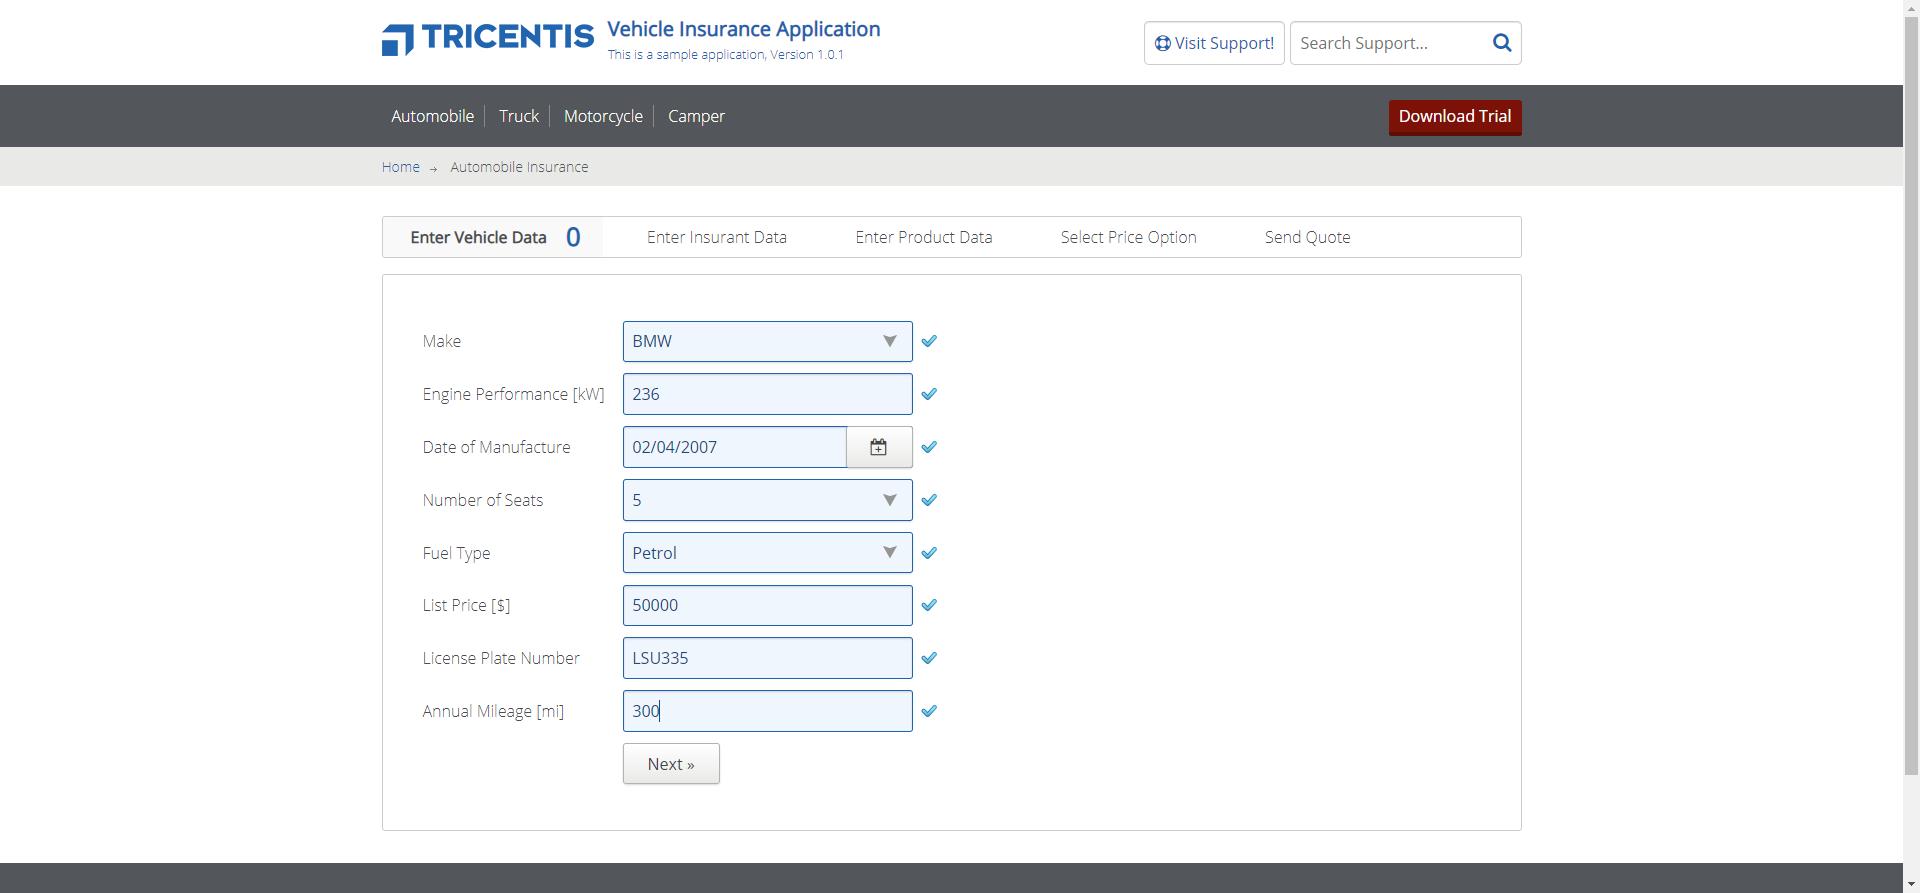 TRICENTIS Vehicle Insurance Application
This is a sample application, Version 1.0.1
Visit Support! Search Support...
Automobile Truck Motorcycle Camper Download Trial
Home → Automobile Insurance
Enter Vehicle Data 0 Enter Insurant Data Enter Product Data Select Price Option Send Quote
Make BMW
Engine Performance [kW] 236
Date of Manufacture 02/04/2007
Number of Seats 5
Fuel Type Petrol
List Price [$] 50000
License Plate Number LSU335
Annual Mileage [mi] 300
Next »